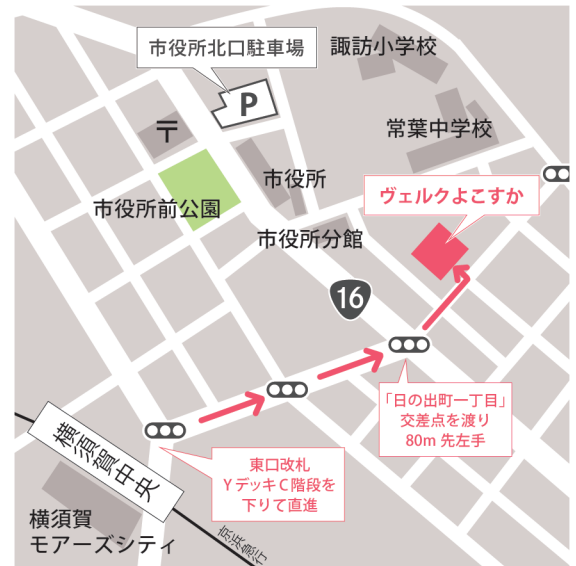 市役所北口駐車場
諏訪小学校
P
〒
常葉中学校
市役所
ヴェルクよこすか
市役所前公園
市役所分館
16
「日の出町一丁目」
交差点を渡り
80m 先左手
東口改札
YデッキC階段を
下りて直進
横須賀中央
横須賀
モアーズシティ
京浜急行